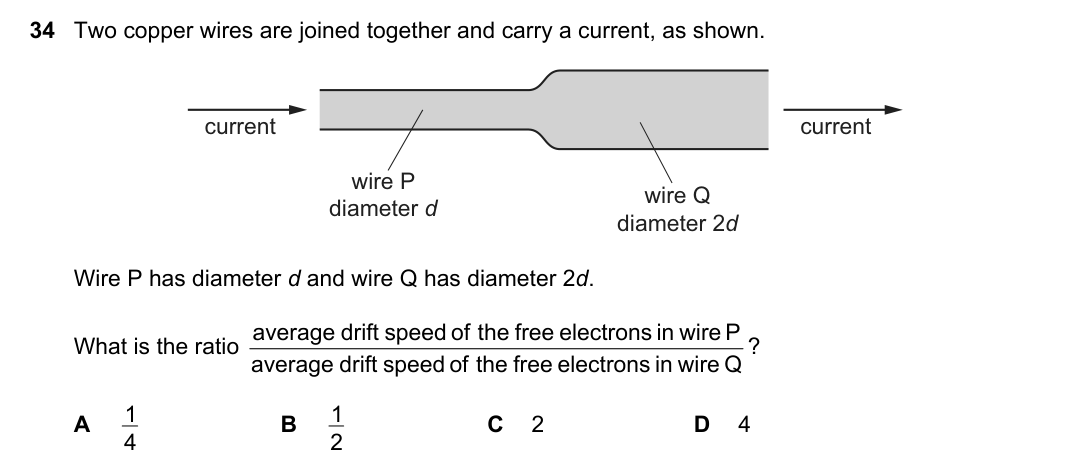 34 Two copper wires are joined together and carry a current, as shown.
current
current
wire P
diameter d
wire Q
diameter 2d
Wire P has diameter d and wire Q has diameter 2d.
What is the ratio average drift speed of the free electrons in wire P / average drift speed of the free electrons in wire Q ?
A 1/4 B 1/2 C 2 D 4